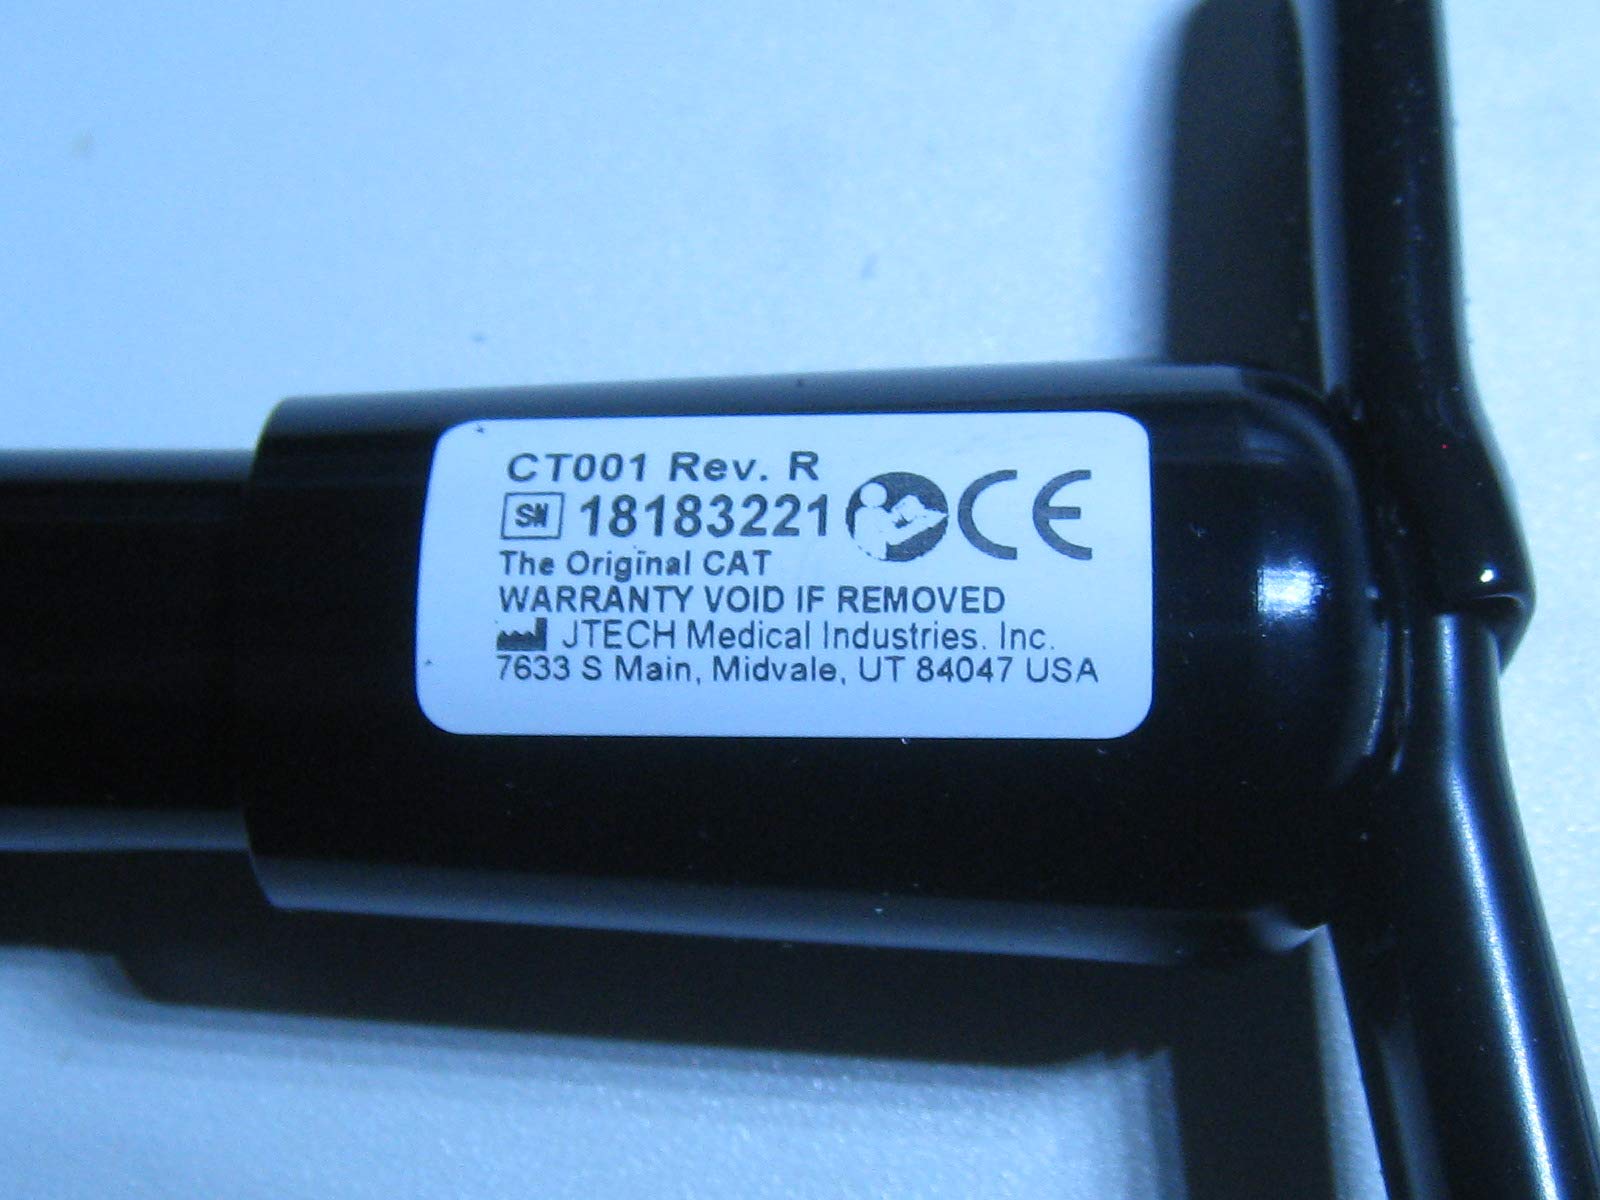 CT001 Rev. R
SN 18183221 CE
The Original CAT
WARRANTY VOID IF REMOVED
JTECH Medical Industries, Inc.
7633 S Main, Midvale, UT 84047 USA